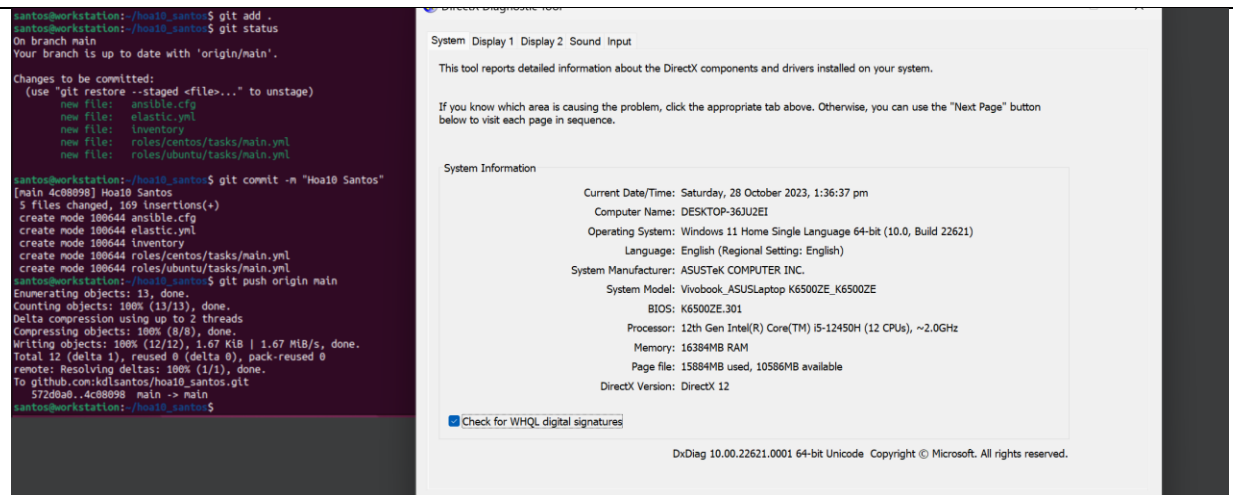 santos@workstation:~/hoa10_santos$ git add .
santos@workstation:~/hoa10_santos$ git status
On branch main
Your branch is up to date with 'origin/main'.
Changes to be committed:
(use "git restore --staged <file>..." to unstage)
new file: ansible.cfg
new file: elastic.yml
new file: inventory
new file: roles/centos/tasks/main.yml
new file: roles/ubuntu/tasks/main.yml
santos@workstation:~/hoa10_santos$ git commit -m "Hoa10 Santos"
[main 4c08098] Hoa10 Santos
5 files changed, 169 insertions(+)
create mode 100644 ansible.cfg
create mode 100644 elastic.yml
create mode 100644 inventory
create mode 100644 roles/centos/tasks/main.yml
create mode 100644 roles/ubuntu/tasks/main.yml
santos@workstation:~/hoa10_santos$ git push origin main
Enumerating objects: 13, done.
Counting objects: 100% (13/13), done.
Delta compression using up to 2 threads
Compressing objects: 100% (8/8), done.
Writing objects: 100% (12/12), 1.67 KiB | 1.67 MiB/s, done.
Total 12 (delta 1), reused 0 (delta 0), pack-reused 0
remote: Resolving deltas: 100% (1/1), done.
To github.com:kdlsantos/hoa10_santos.git
572d0a0..4c08098 main -> main
santos@workstation:~/hoa10_santos$
DirectX Diagnostic Tool
System Display 1 Display 2 Sound Input
This tool reports detailed information about the DirectX components and drivers installed on your system.
If you know which area is causing the problem, click the appropriate tab above. Otherwise, you can use the "Next Page" button
below to visit each page in sequence.
System Information
Current Date/Time: Saturday, 28 October 2023, 1:36:37 pm
Computer Name: DESKTOP-36JU2EI
Operating System: Windows 11 Home Single Language 64-bit (10.0, Build 22621)
Language: English (Regional Setting: English)
System Manufacturer: ASUSTeK COMPUTER INC.
System Model: Vivobook_ASUSLaptop K6500ZE_K6500ZE
BIOS: K6500ZE.301
Processor: 12th Gen Intel(R) Core(TM) i5-12450H (12 CPUs), ~2.0GHz
Memory: 16384MB RAM
Page file: 15884MB used, 10586MB available
DirectX Version: DirectX 12
Check for WHQL digital signatures
DxDiag 10.00.22621.0001 64-bit Unicode Copyright © Microsoft. All rights reserved.